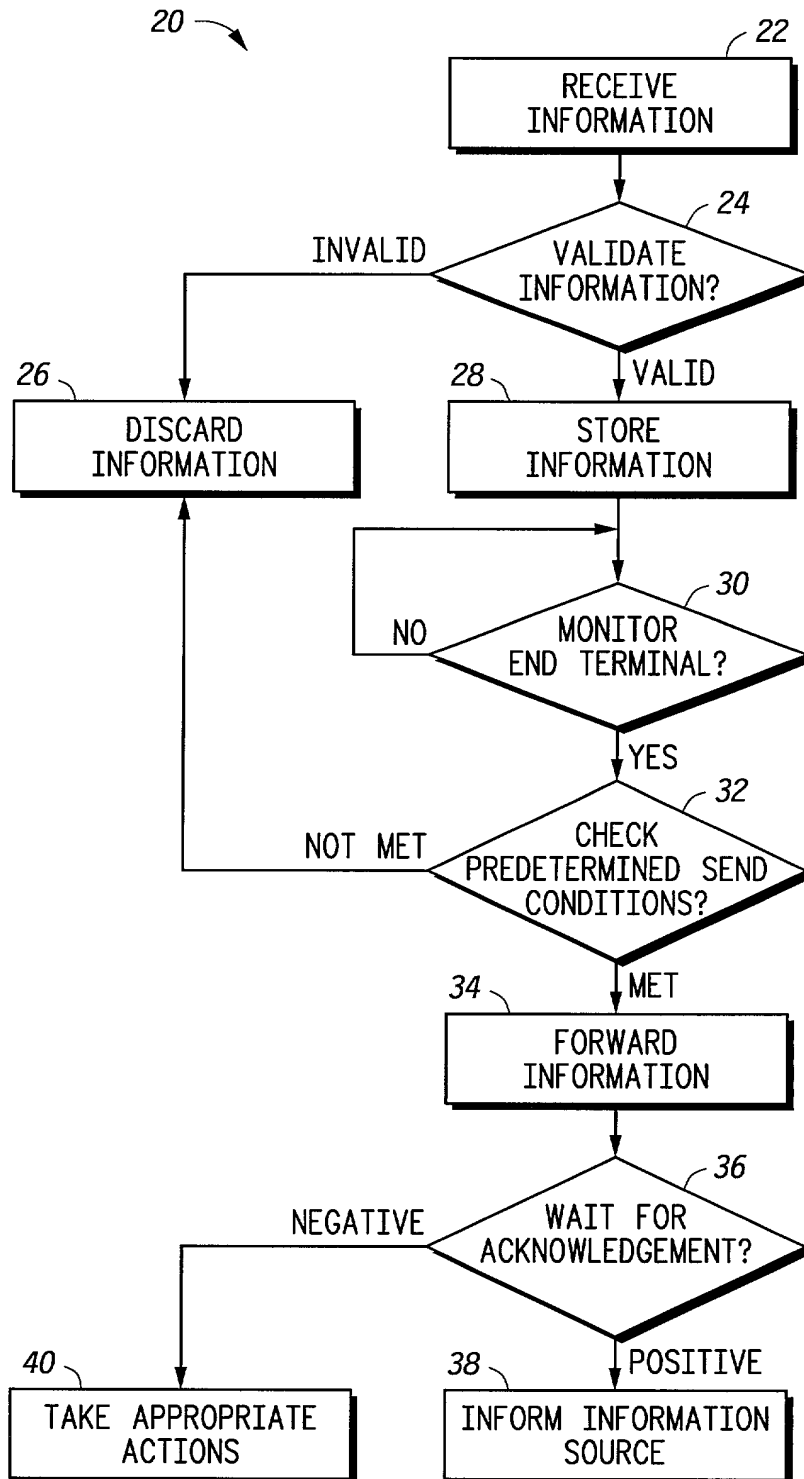 20
22
RECEIVE
INFORMATION
24
INVALID
VALIDATE
INFORMATION?
VALID
26
DISCARD
INFORMATION
28
STORE
INFORMATION
30
NO
MONITOR
END TERMINAL?
YES
32
NOT MET
CHECK
PREDETERMINED SEND
CONDITIONS?
MET
34
FORWARD
INFORMATION
36
NEGATIVE
WAIT FOR
ACKNOWLEDGEMENT?
POSITIVE
40
TAKE APPROPRIATE
ACTIONS
38
INFORM INFORMATION
SOURCE